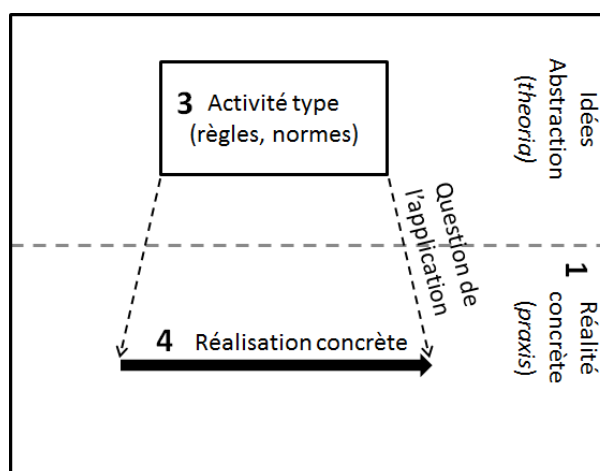 3 Activité type
(règles, normes)
Idées
Abstraction
(theoria)
Question de
l'application
4 Réalisation concrète
1 Réalité
concrète
(praxis)